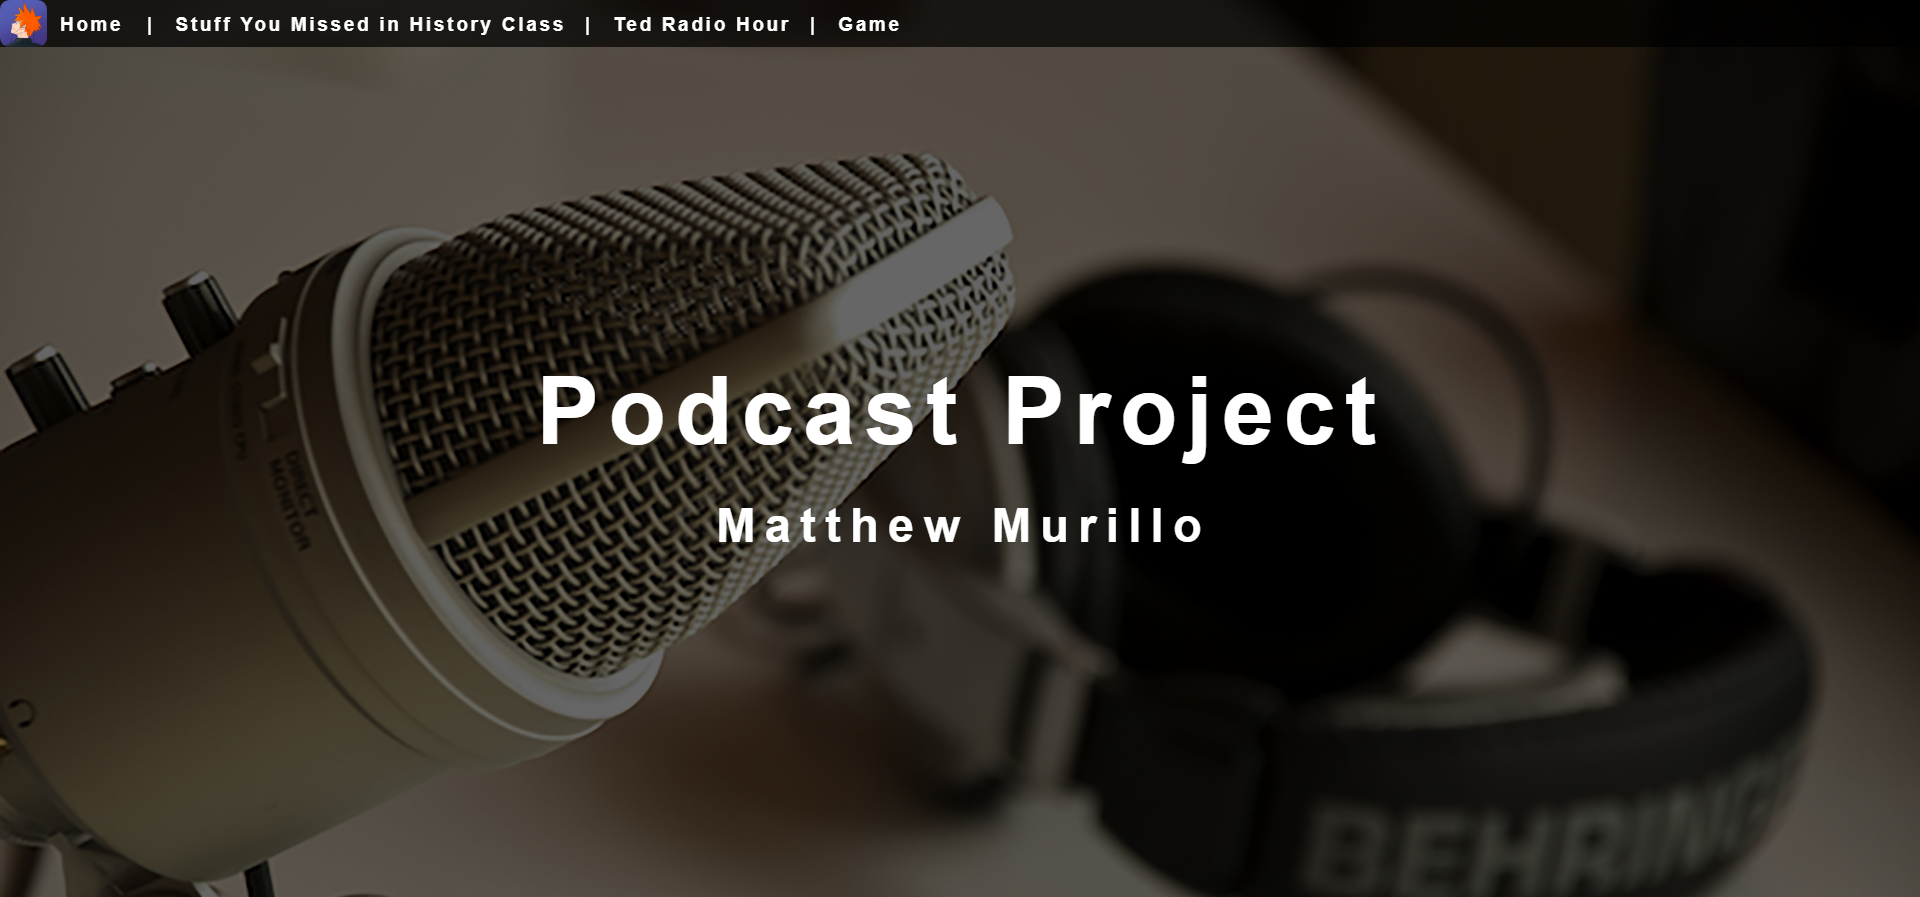 Home | Stuff You Missed in History Class | Ted Radio Hour | Game
Podcast Project
Matthew Murillo
DIRECT
MONITOR
BEHRING